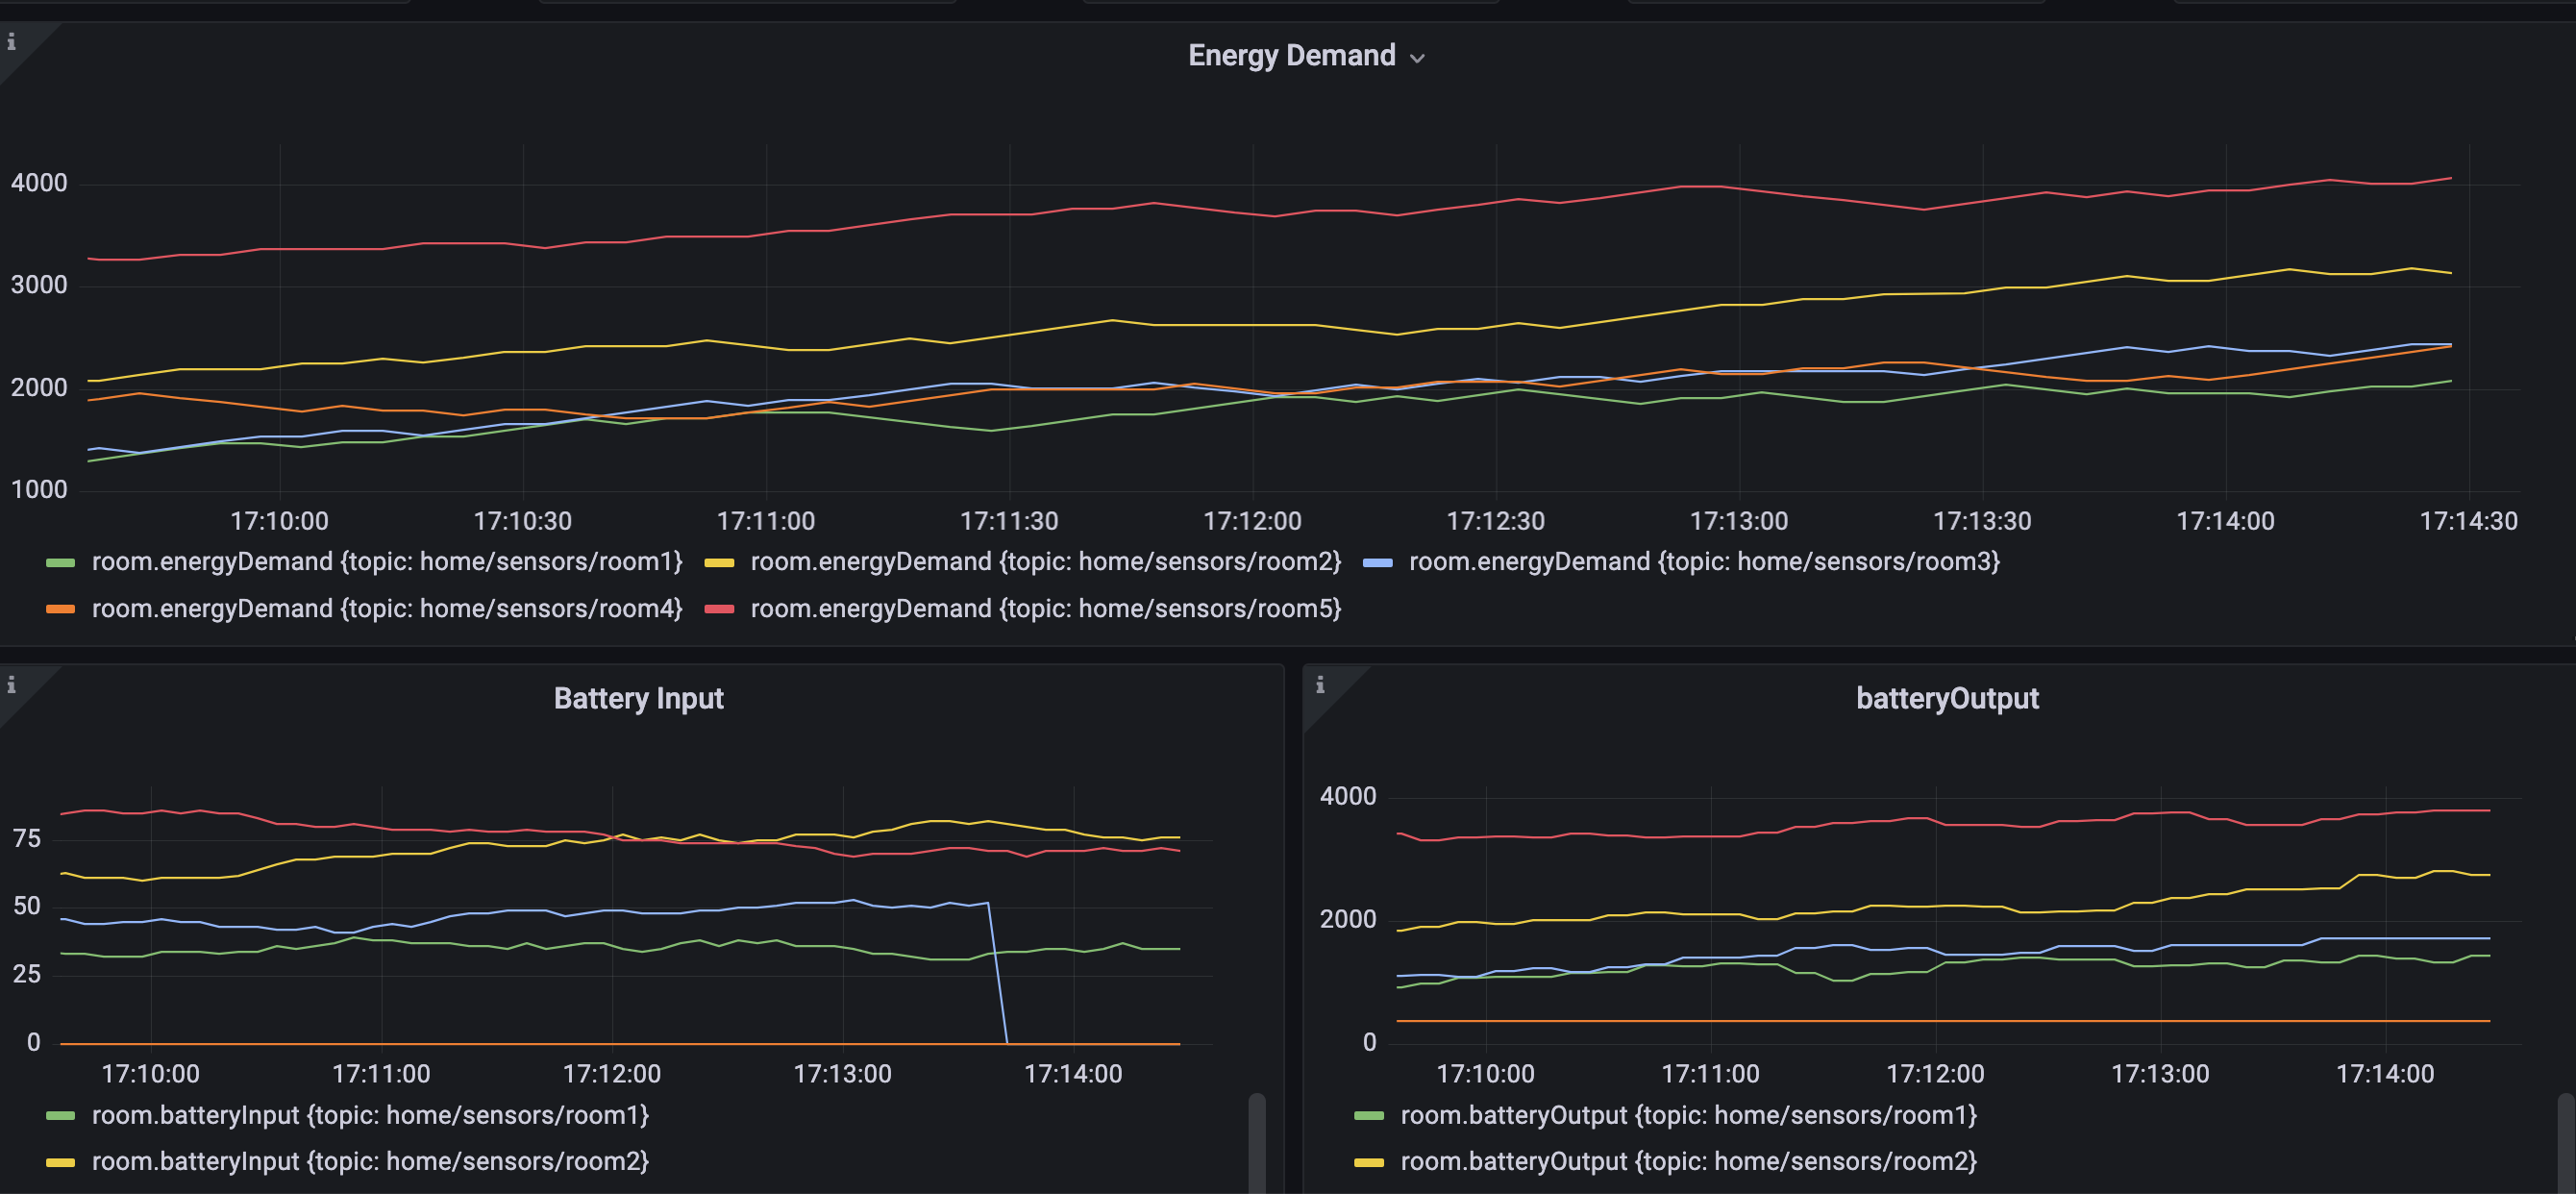 Energy Demand
4000
3000
2000
1000
17:10:00 17:10:30 17:11:00 17:11:30 17:12:00 17:12:30 17:13:00 17:13:30 17:14:00 17:14:30
room.energyDemand {topic: home/sensors/room1} room.energyDemand {topic: home/sensors/room2} room.energyDemand {topic: home/sensors/room3}
room.energyDemand {topic: home/sensors/room4} room.energyDemand {topic: home/sensors/room5}
Battery Input
75
50
25
0
17:10:00 17:11:00 17:12:00 17:13:00 17:14:00
room.batteryInput {topic: home/sensors/room1}
room.batteryInput {topic: home/sensors/room2}
batteryOutput
4000
2000
0
17:10:00 17:11:00 17:12:00 17:13:00 17:14:00
room.batteryOutput {topic: home/sensors/room1}
room.batteryOutput {topic: home/sensors/room2}